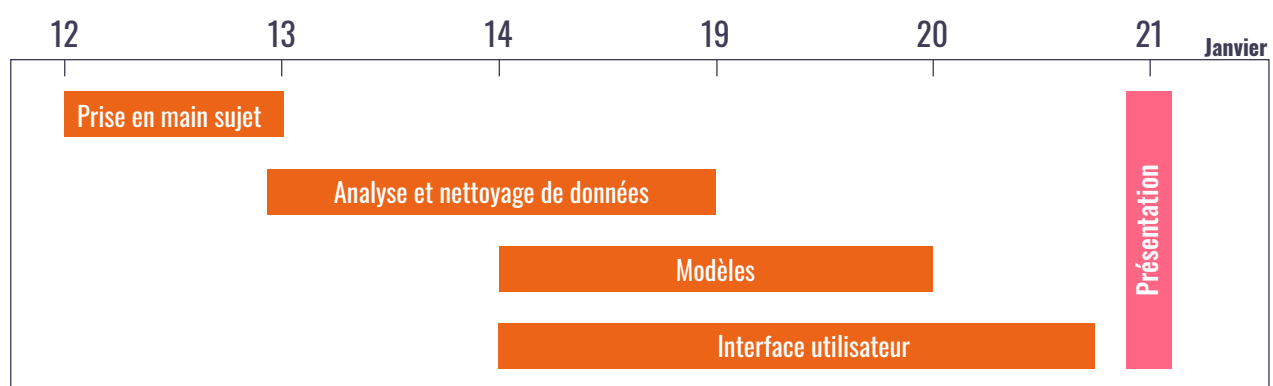 12 13 14 19 20 21 Janvier
Prise en main sujet
Analyse et nettoyage de données
Modèles
Interface utilisateur
Présentation